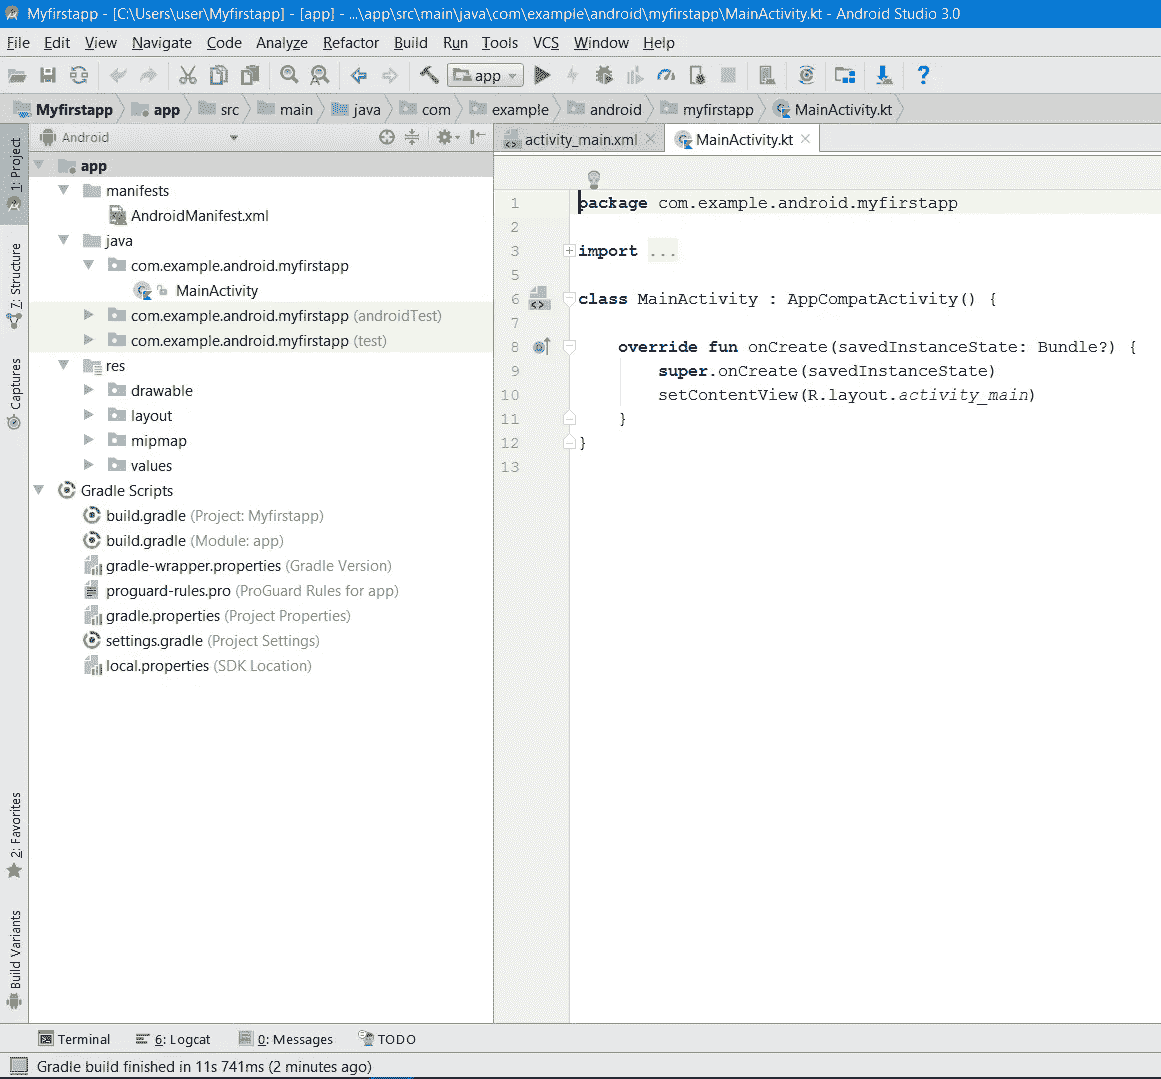 Myfirstapp - [C:\Users\user\Myfirstapp] - [app] - ...\app\src\main\java\com\example\android\myfirstapp\MainActivity.kt - Android Studio 3.0
File Edit View Navigate Code Analyze Refactor Build Run Tools VCS Window Help
app
Myfirstapp app src main java com example android myfirstapp MainActivity.kt
Android
activity_main.xml MainActivity.kt
1: Project
7: Structure
Captures
2: Favorites
Build Variants
app
manifests
AndroidManifest.xml
java
com.example.android.myfirstapp
MainActivity
com.example.android.myfirstapp (androidTest)
com.example.android.myfirstapp (test)
res
drawable
layout
mipmap
values
Gradle Scripts
build.gradle (Project: Myfirstapp)
build.gradle (Module: app)
gradle-wrapper.properties (Gradle Version)
proguard-rules.pro (ProGuard Rules for app)
gradle.properties (Project Properties)
settings.gradle (Project Settings)
local.properties (SDK Location)
1 package com.example.android.myfirstapp
2
3 import ...
5
6 class MainActivity : AppCompatActivity() {
7
8 override fun onCreate(savedInstanceState: Bundle?) {
9 super.onCreate(savedInstanceState)
10 setContentView(R.layout.activity_main)
11 }
12 }
13
Terminal 6: Logcat 0: Messages TODO
Gradle build finished in 11s 741ms (2 minutes ago)